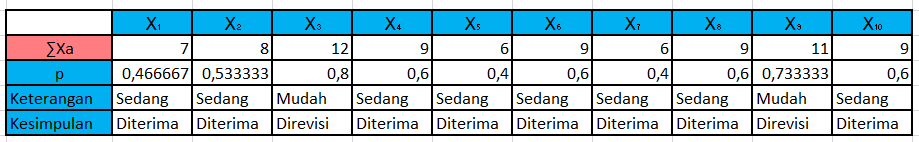 X₁ X₂ X₃ X₄ X₅ X₆ X₇ X₈ X₉ X₁₀
∑Xa 7 8 12 9 6 9 6 9 11 9
p 0,466667 0,533333 0,8 0,6 0,4 0,6 0,4 0,6 0,733333 0,6
Keterangan Sedang Sedang Mudah Sedang Sedang Sedang Sedang Sedang Mudah Sedang
Kesimpulan Diterima Diterima Direvisi Diterima Diterima Diterima Diterima Diterima Direvisi Diterima